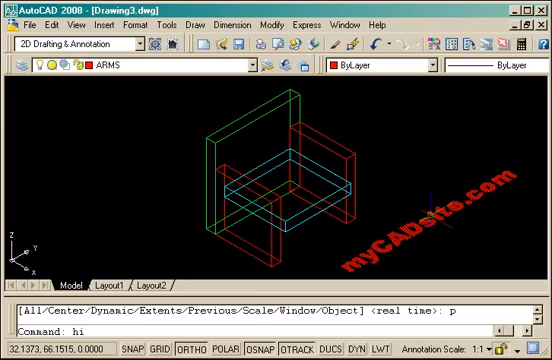 AutoCAD 2008 - [Drawing3.dwg]
File Edit View Insert Format Tools Draw Dimension Modify Express Window Help
2D Drafting & Annotation
ARMS ByLayer ByLayer
Z
Y
X
myCADsite.com
Model Layout1 Layout2
[All/Center/Dynamic/Extents/Previous/Scale/Window/Object] <real time>: p
Command: hi
32.1373, 66.1515, 0.0000 SNAP GRID ORTHO POLAR OSNAP OTRACK DUCS DYN LWT Annotation Scale: 1:1